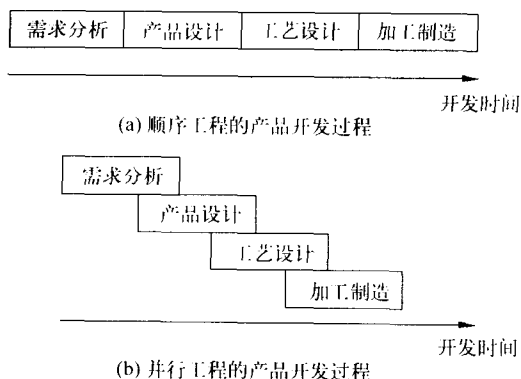 需求分析 产品设计 工艺设计 加工制造
开发时间
(a) 顺序工程的产品开发过程
需求分析
产品设计
工艺设计
加工制造
开发时间
(b) 并行工程的产品开发过程